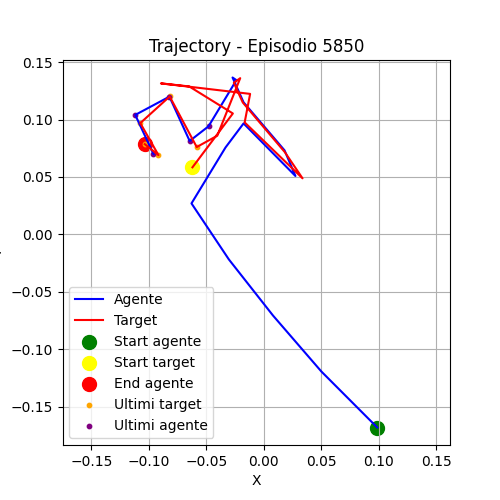 Trajectory - Episodio 5850
0.15
0.10
0.05
0.00
−0.05
−0.10
−0.15
Agente
Target
Start agente
Start target
End agente
Ultimi target
Ultimi agente
−0.15 −0.10 −0.05 0.00 0.05 0.10 0.15
X